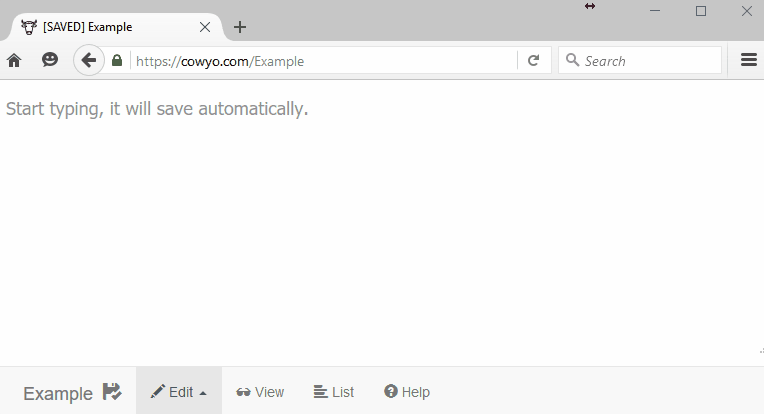 [SAVED] Example
https://cowyo.com/Example
Search
Start typing, it will save automatically.
Example Edit View List Help